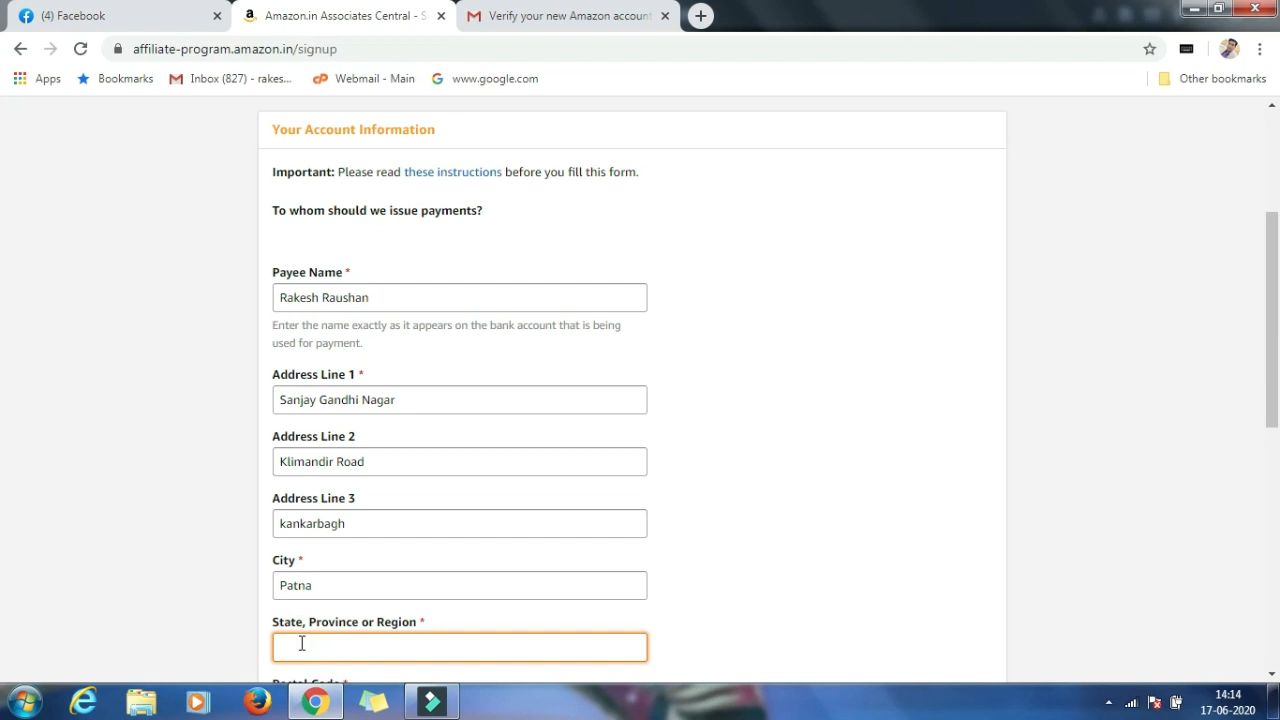 (4) Facebook
Amazon.in Associates Central - S
Verify your new Amazon account
affiliate-program.amazon.in/signup
Apps
Bookmarks
Inbox (827) - rakes...
Webmail - Main
www.google.com
Other bookmarks
Your Account Information
Important: Please read these instructions before you fill this form.
To whom should we issue payments?
Payee Name *
Rakesh Raushan
Enter the name exactly as it appears on the bank account that is being
used for payment.
Address Line 1 *
Sanjay Gandhi Nagar
Address Line 2
Klimandir Road
Address Line 3
kankarbagh
City *
Patna
State, Province or Region *
Postal Code *
14:14
17-06-2020